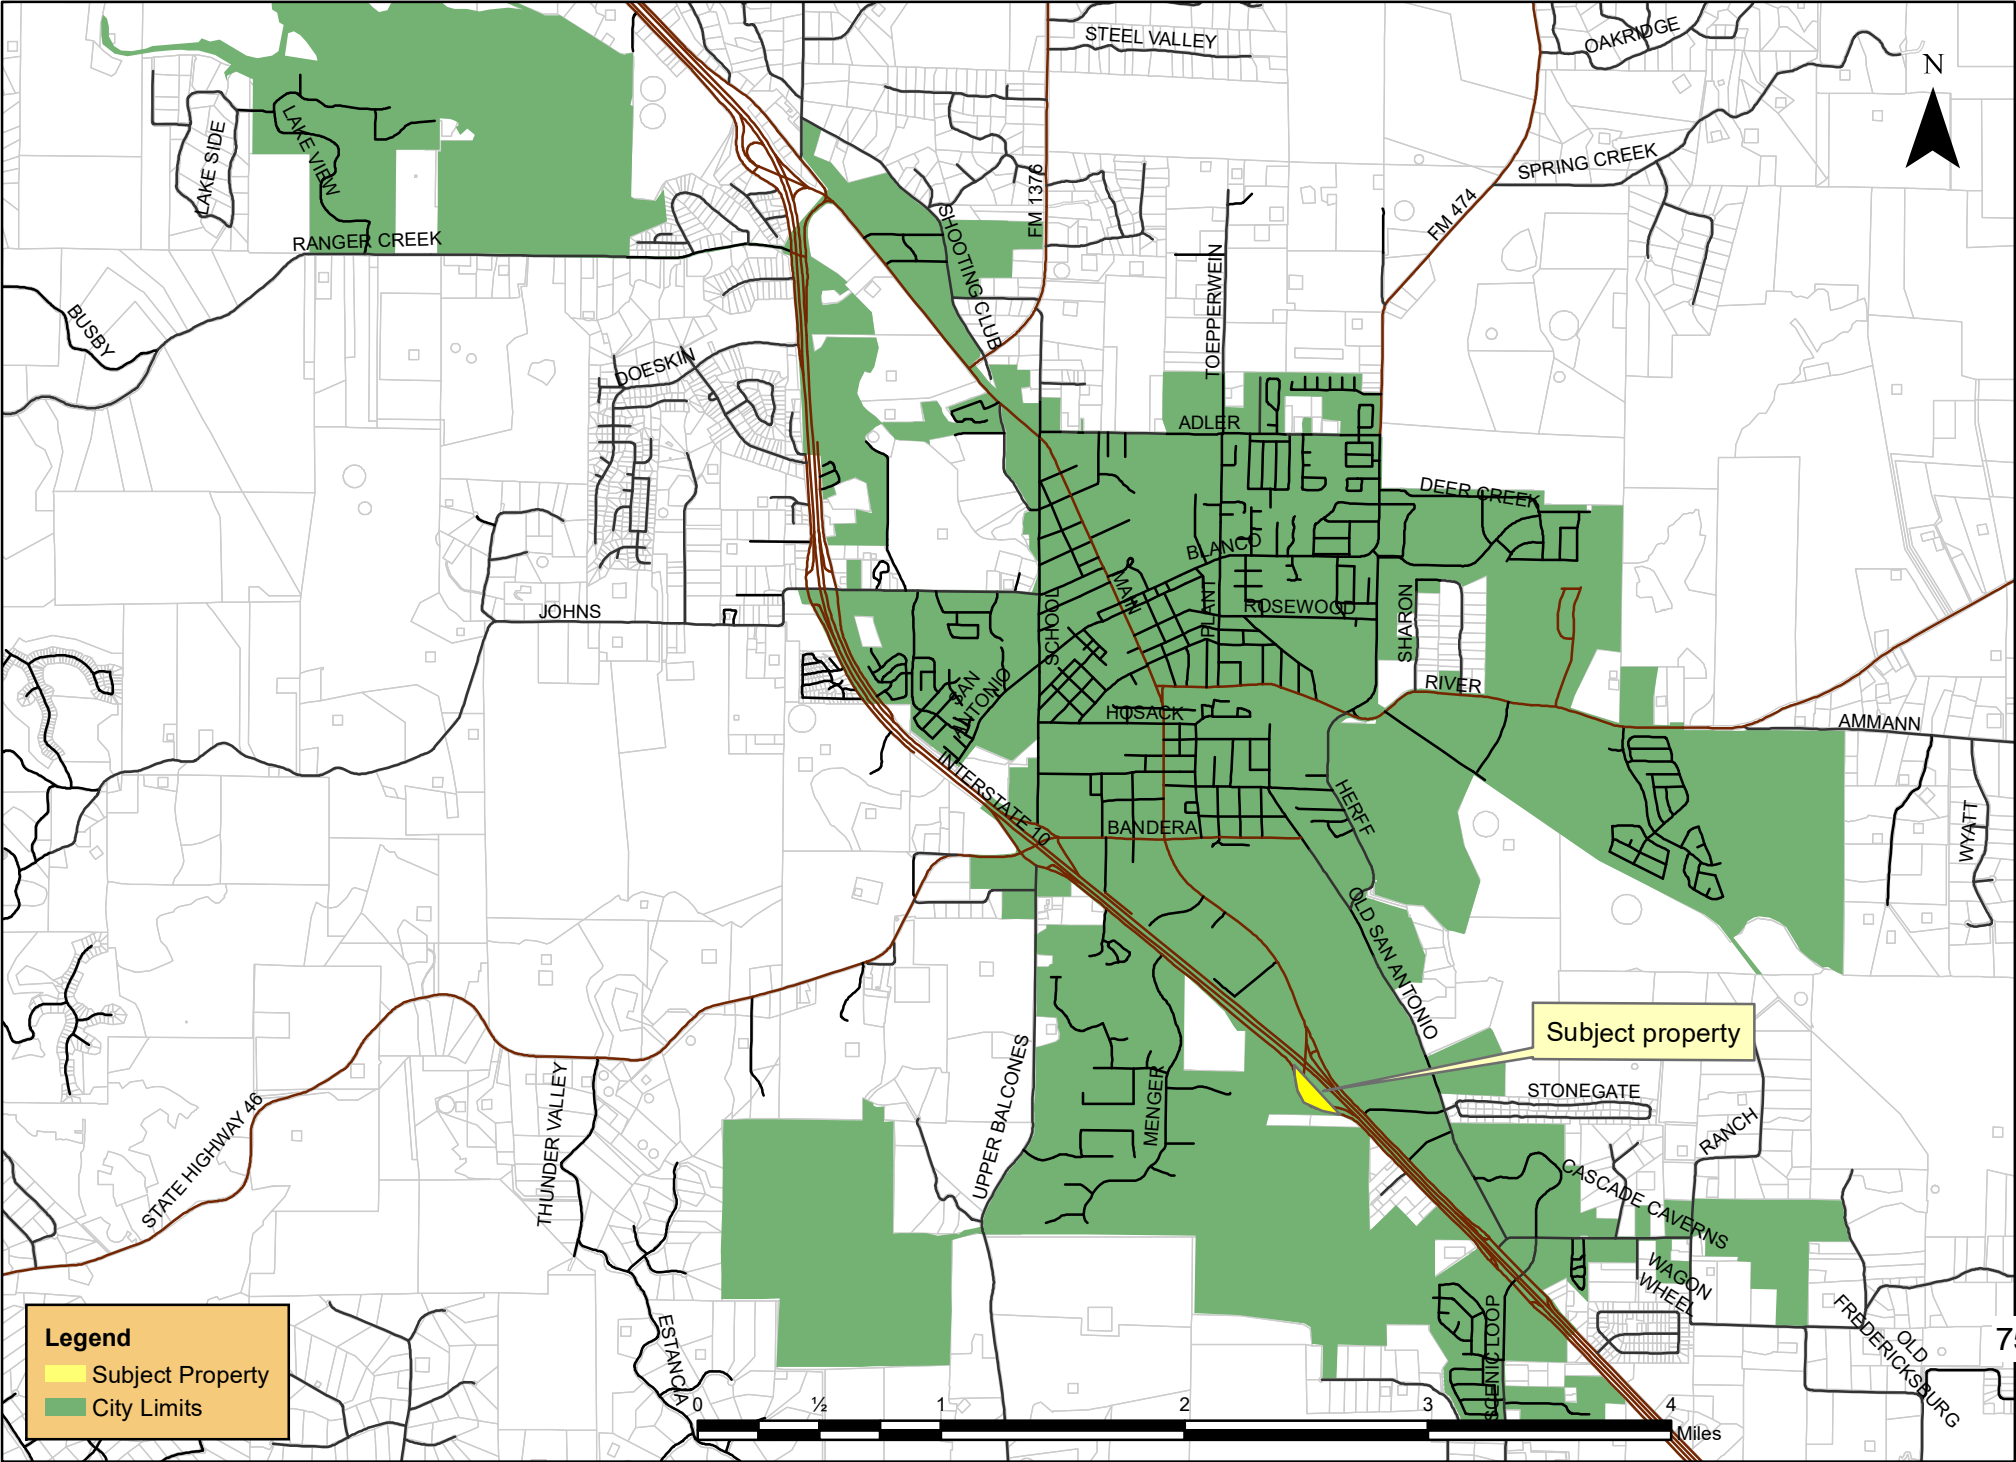 STEEL VALLEY
OAKRIDGE
N
LAKE SIDE
LAKE VIEW
FM 1376
SPRING CREEK
FM 474
SHOOTING CLUB
RANGER CREEK
TOEPPERWEIN
BUSBY
DOESKIN
ADLER
DEER CREEK
BLANCO
MAIN
PLANT
ROSEWOOD
SHARON
SCHOOL
JOHNS
SAN
ANTONIO
RIVER
HOSACK
AMMANN
INTERSTATE 10
HERFF
BANDERA
WYATT
OLD SAN ANTONIO
Subject property
STONEGATE
RANCH
UPPER BALCONES
MENGER
THUNDER VALLEY
STATE HIGHWAY 46
CASCADE CAVERNS
WAGON
WHEEL
SCENIC LOOP
ESTANCIA
OLD
FREDERICKSBURG
Legend
Subject Property
City Limits
0 ½ 1 2 3 4
Miles